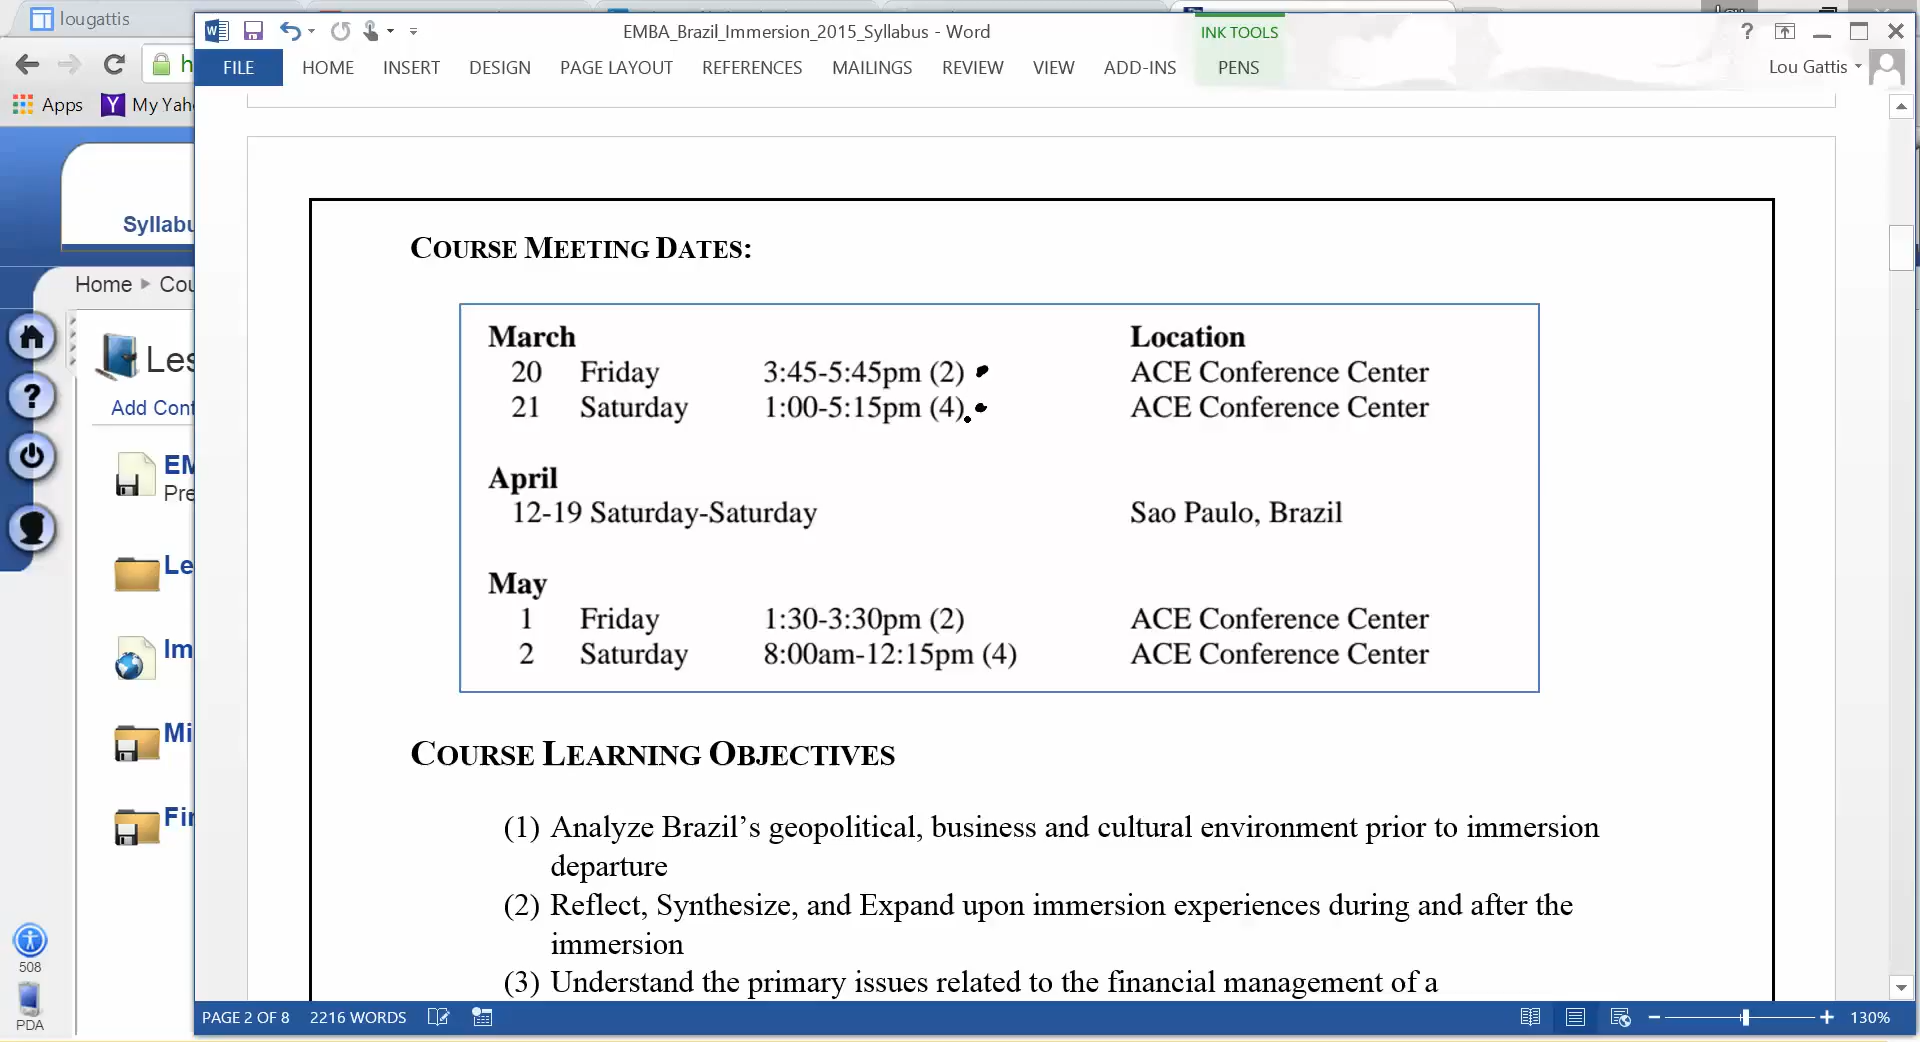 lougattis
EMBA_Brazil_Immersion_2015_Syllabus - Word
INK TOOLS
?
FILE HOME INSERT DESIGN PAGE LAYOUT REFERENCES MAILINGS REVIEW VIEW ADD-INS PENS
Lou Gattis
h
Apps My Yah
Syllabu
Home Cou
Les
Add Cont
EM
Pre
Le
Im
Mi
Fir
?
508
PDA
COURSE MEETING DATES:
March Location
20 Friday 3:45-5:45pm (2) ACE Conference Center
21 Saturday 1:00-5:15pm (4) ACE Conference Center
April
12-19 Saturday-Saturday Sao Paulo, Brazil
May
1 Friday 1:30-3:30pm (2) ACE Conference Center
2 Saturday 8:00am-12:15pm (4) ACE Conference Center
COURSE LEARNING OBJECTIVES
(1) Analyze Brazil’s geopolitical, business and cultural environment prior to immersion
departure
(2) Reflect, Synthesize, and Expand upon immersion experiences during and after the
immersion
(3) Understand the primary issues related to the financial management of a
PAGE 2 OF 8 2216 WORDS 130%